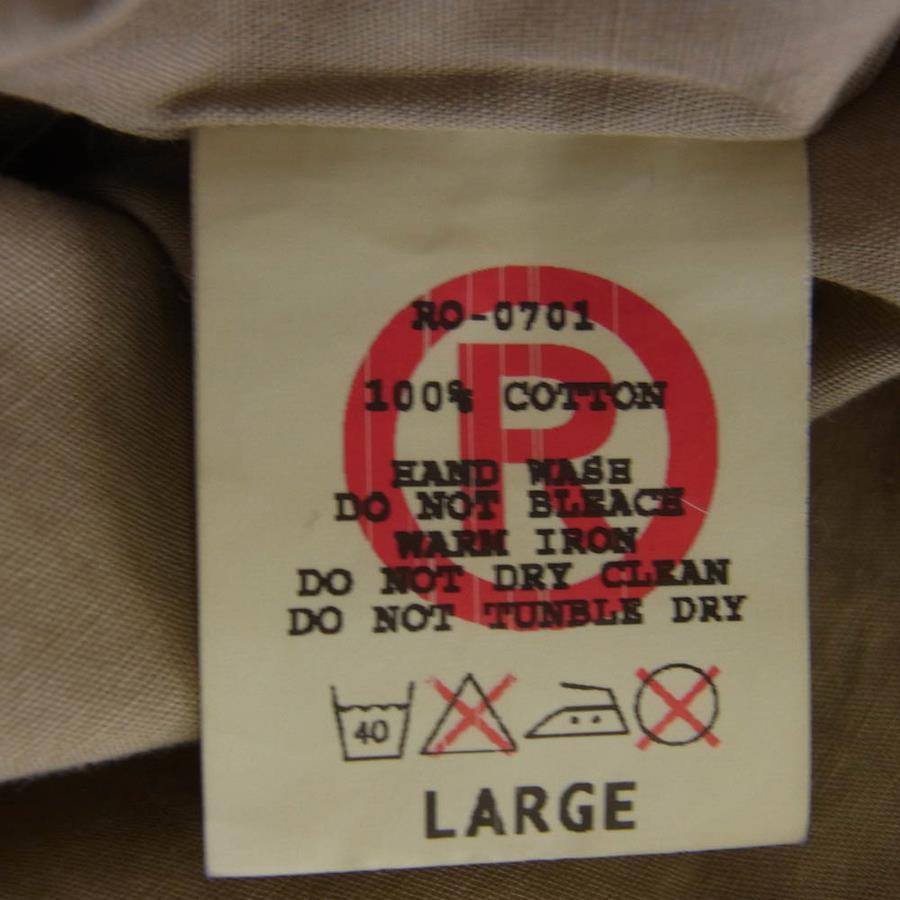 RO-0701
100% COTTON
HAND WASH
DO NOT BLEACH
WARM IRON
DO NOT DRY CLEAN
DO NOT TUNBLE DRY
R
40
LARGE